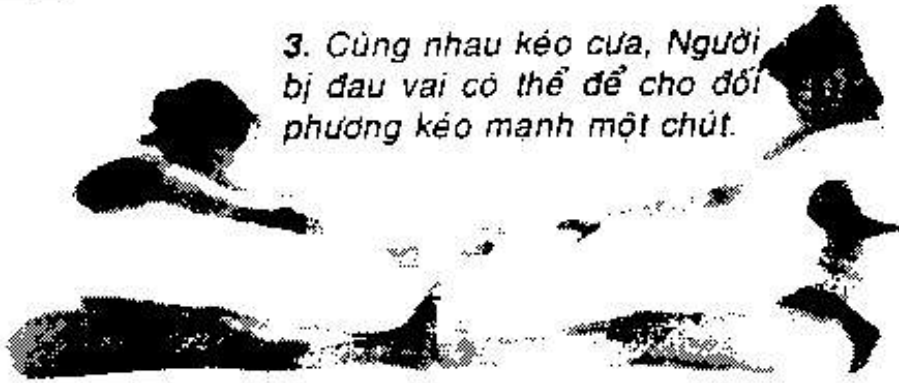 3. Cùng nhau kéo cưa, Người
bị đau vai có thể để cho đối
phương kéo mạnh một chút.